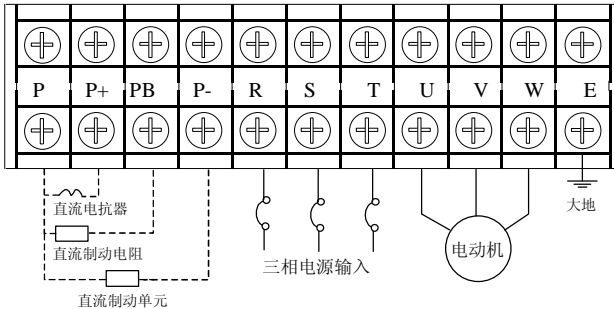 P P+ PB P- R S T U V W E
直流电抗器
直流制动电阻
直流制动单元
三相电源输入
电动机
大地